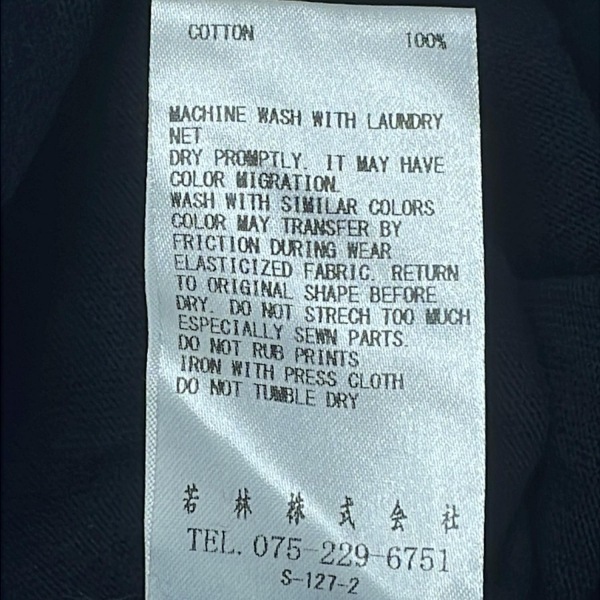 COTTON 100%
MACHINE WASH WITH LAUNDRY
NET
DRY PROMPTLY. IT MAY HAVE
COLOR MIGRATION.
WASH WITH SIMILAR COLORS
COLOR MAY TRANSFER BY
FRICTION DURING WEAR
ELASTICIZED FABRIC. RETURN
TO ORIGINAL SHAPE BEFORE
DRY. DO NOT STRECH TOO MUCH
ESPECIALLY SEWN PARTS.
DO NOT RUB PRINTS
IRON WITH PRESS CLOTH
DO NOT TUMBLE DRY
若林株式会社
TEL. 075-229-6751
S-127-2